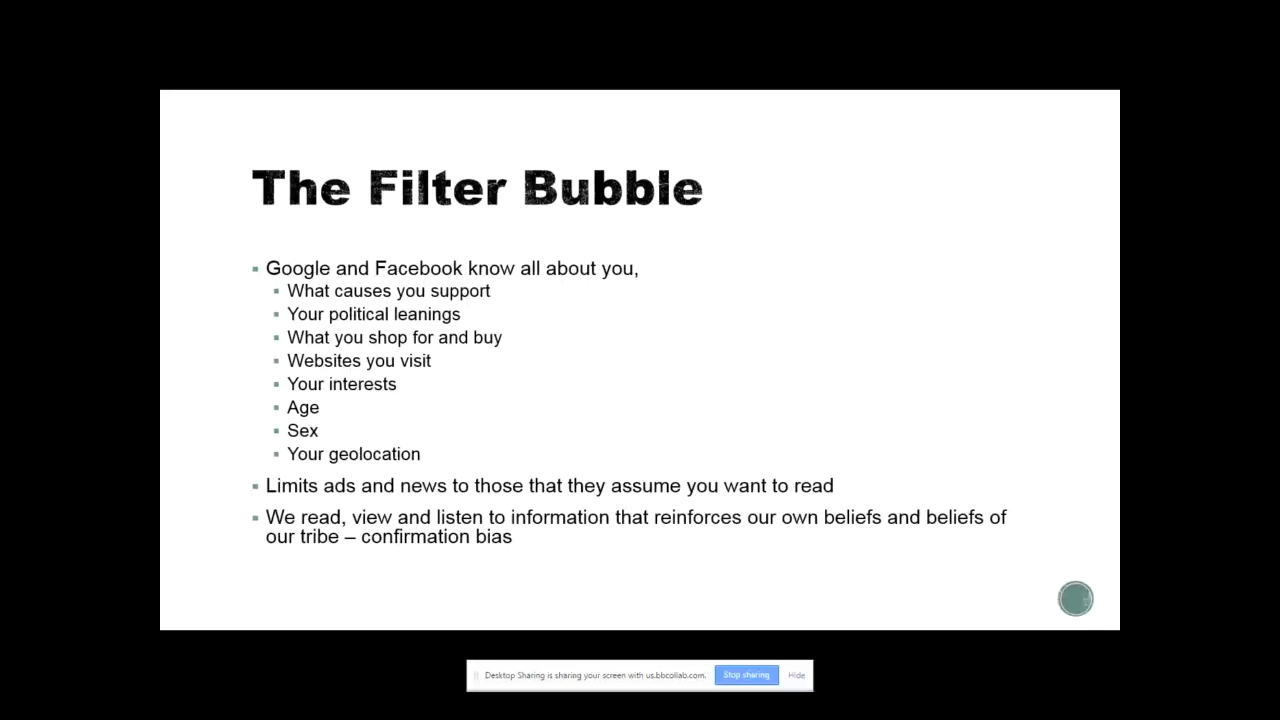 The Filter Bubble
Google and Facebook know all about you,
What causes you support
Your political leanings
What you shop for and buy
Websites you visit
Your interests
Age
Sex
Your geolocation
Limits ads and news to those that they assume you want to read
We read, view and listen to information that reinforces our own beliefs and beliefs of
our tribe – confirmation bias
Desktop Sharing is sharing your screen with us.bbcollab.com. Stop sharing Hide